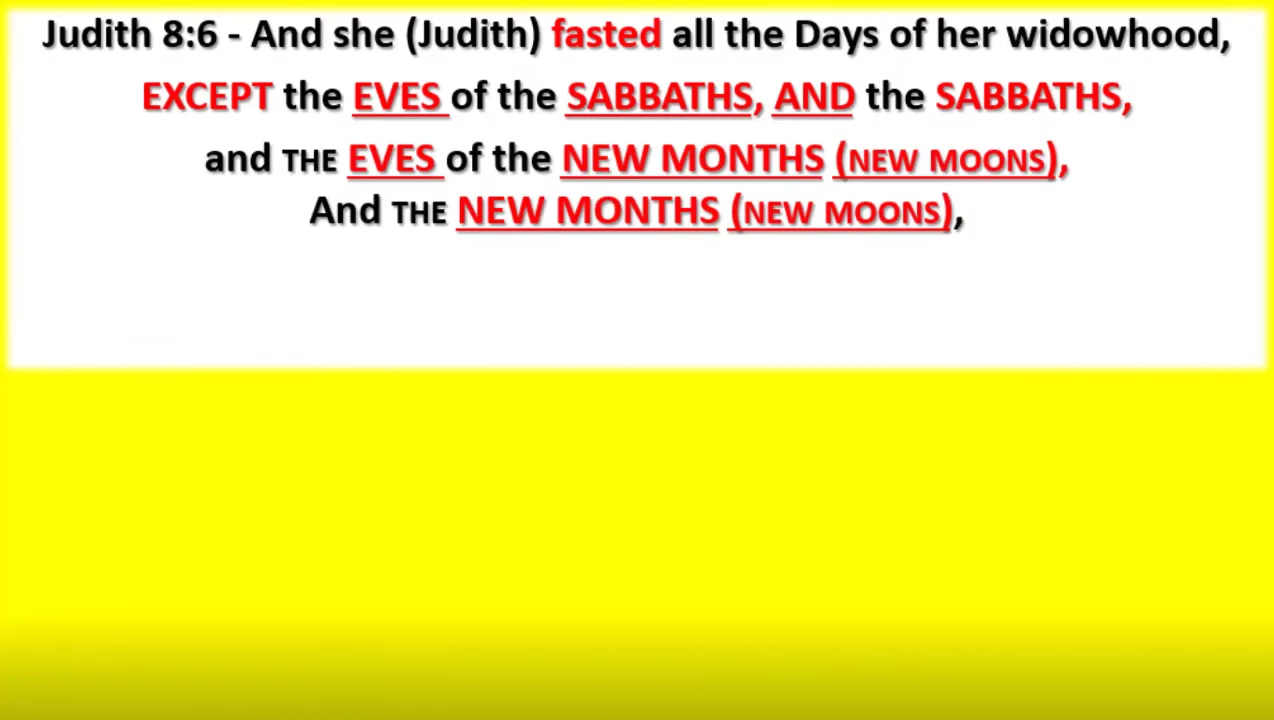 Judith 8:6 - And she (Judith) fasted all the Days of her widowhood,
EXCEPT the EVES of the SABBATHS, AND the SABBATHS,
and THE EVES of the NEW MONTHS (NEW MOONS),
And THE NEW MONTHS (NEW MOONS),